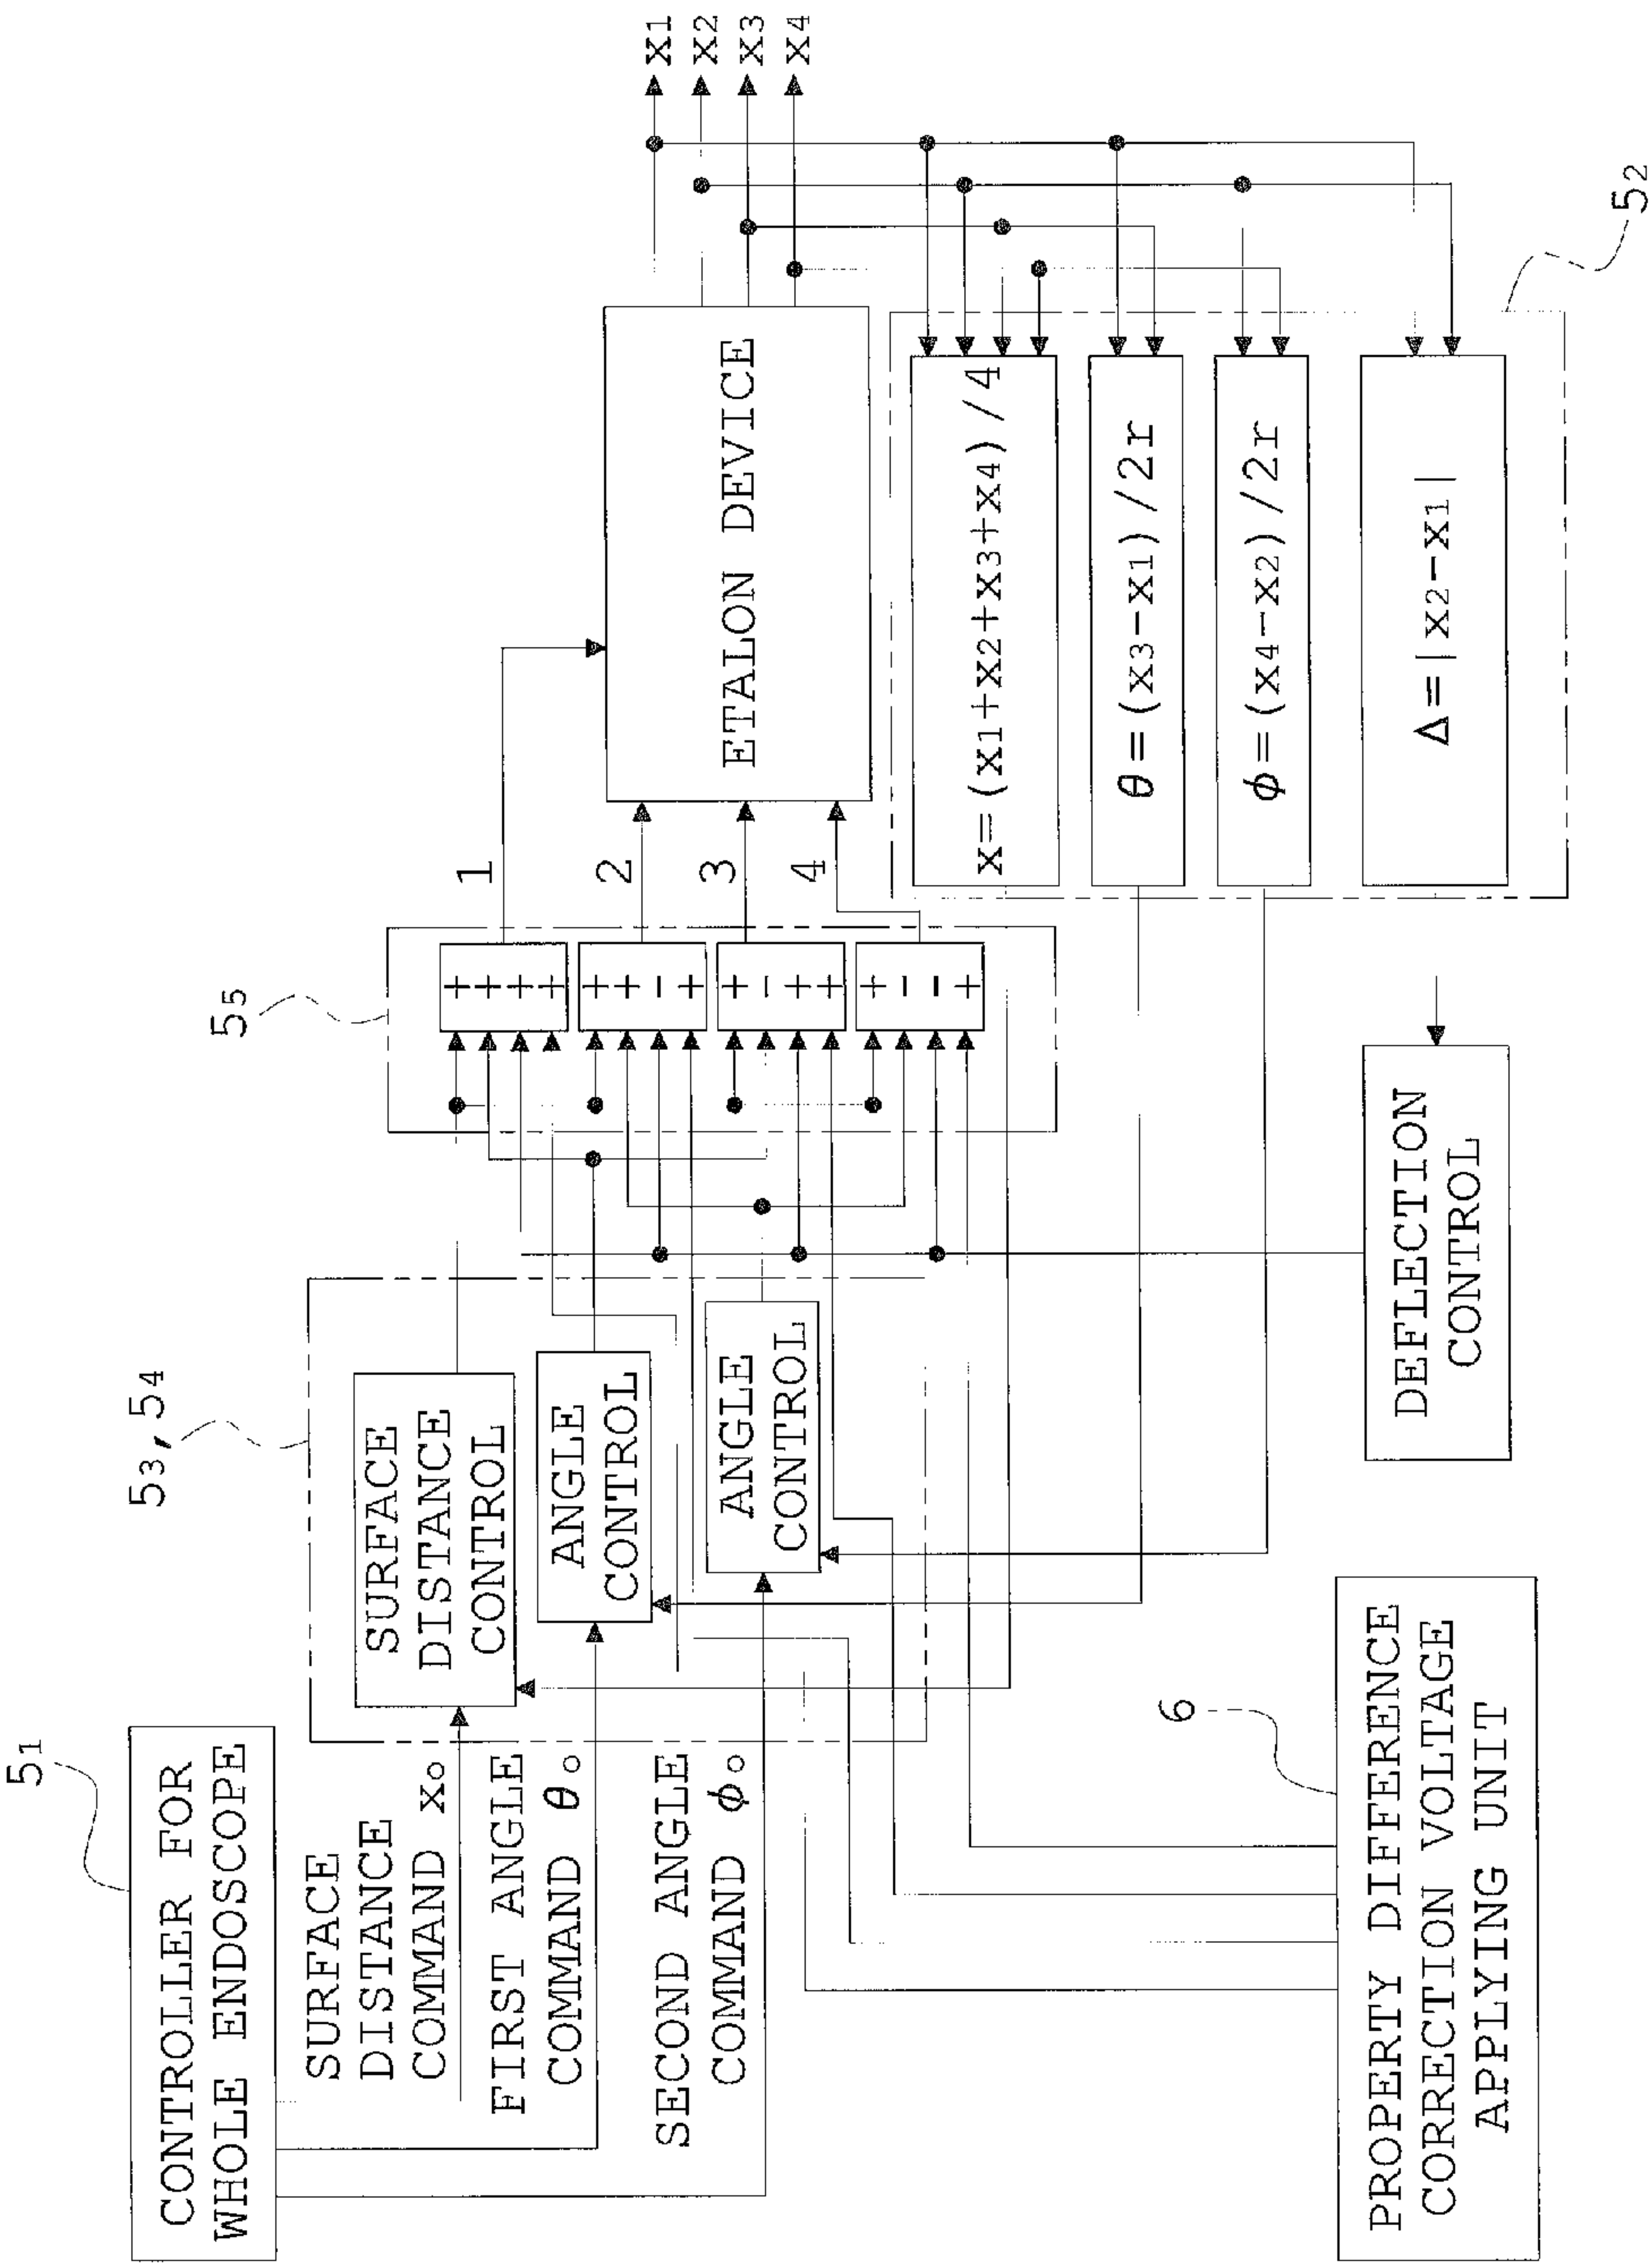 5₁
CONTROLLER FOR
WHOLE ENDOSCOPE
SURFACE
DISTANCE
COMMAND x₀
FIRST ANGLE
COMMAND θ₀
SECOND ANGLE
COMMAND ϕ₀
5₃, 5₄
SURFACE
DISTANCE
CONTROL
ANGLE
CONTROL
ANGLE
CONTROL
5₅
+
+
+
+
+
+
−
+
+
−
+
+
+
−
−
+
1
2
3
4
ETALON DEVICE
x₁
x₂
x₃
x₄
x=(x₁+x₂+x₃+x₄)/4
θ=(x₃−x₁)/2r
ϕ=(x₄−x₂)/2r
Δ=|x₂−x₁|
5₂
DEFLECTION
CONTROL
6
PROPERTY DIFFERENCE
CORRECTION VOLTAGE
APPLYING UNIT